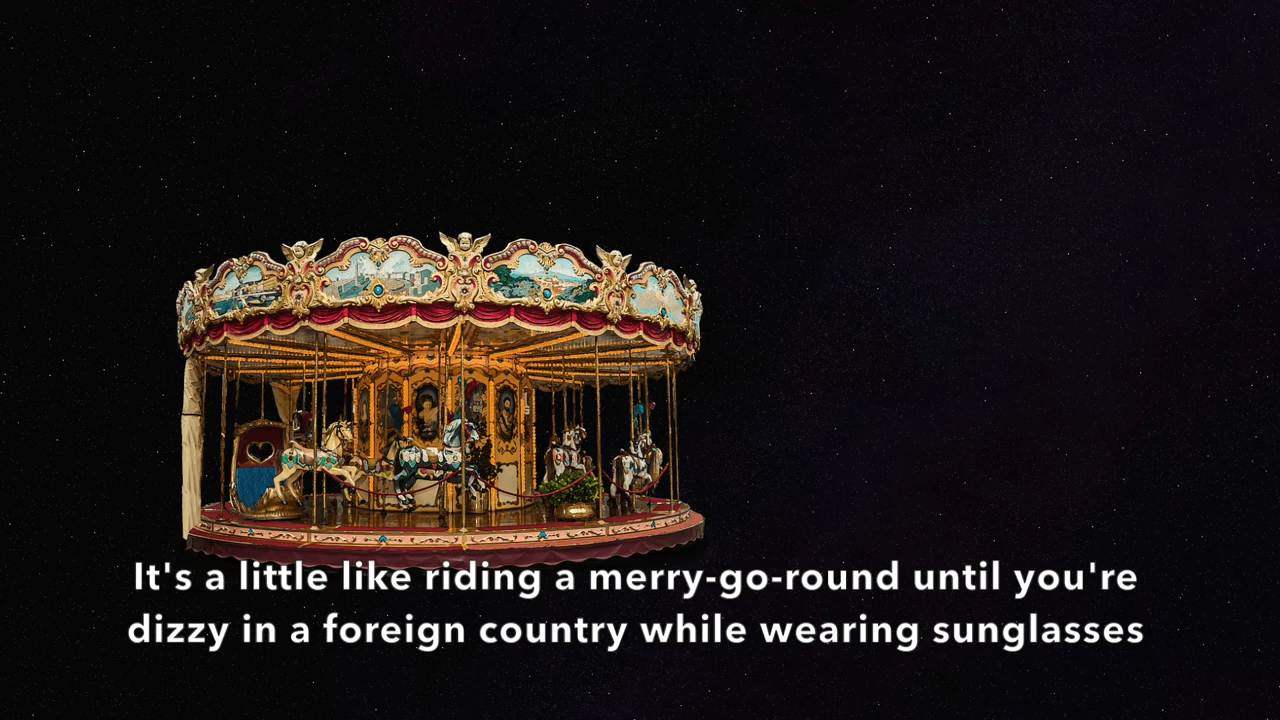 It's a little like riding a merry-go-round until you're
dizzy in a foreign country while wearing sunglasses